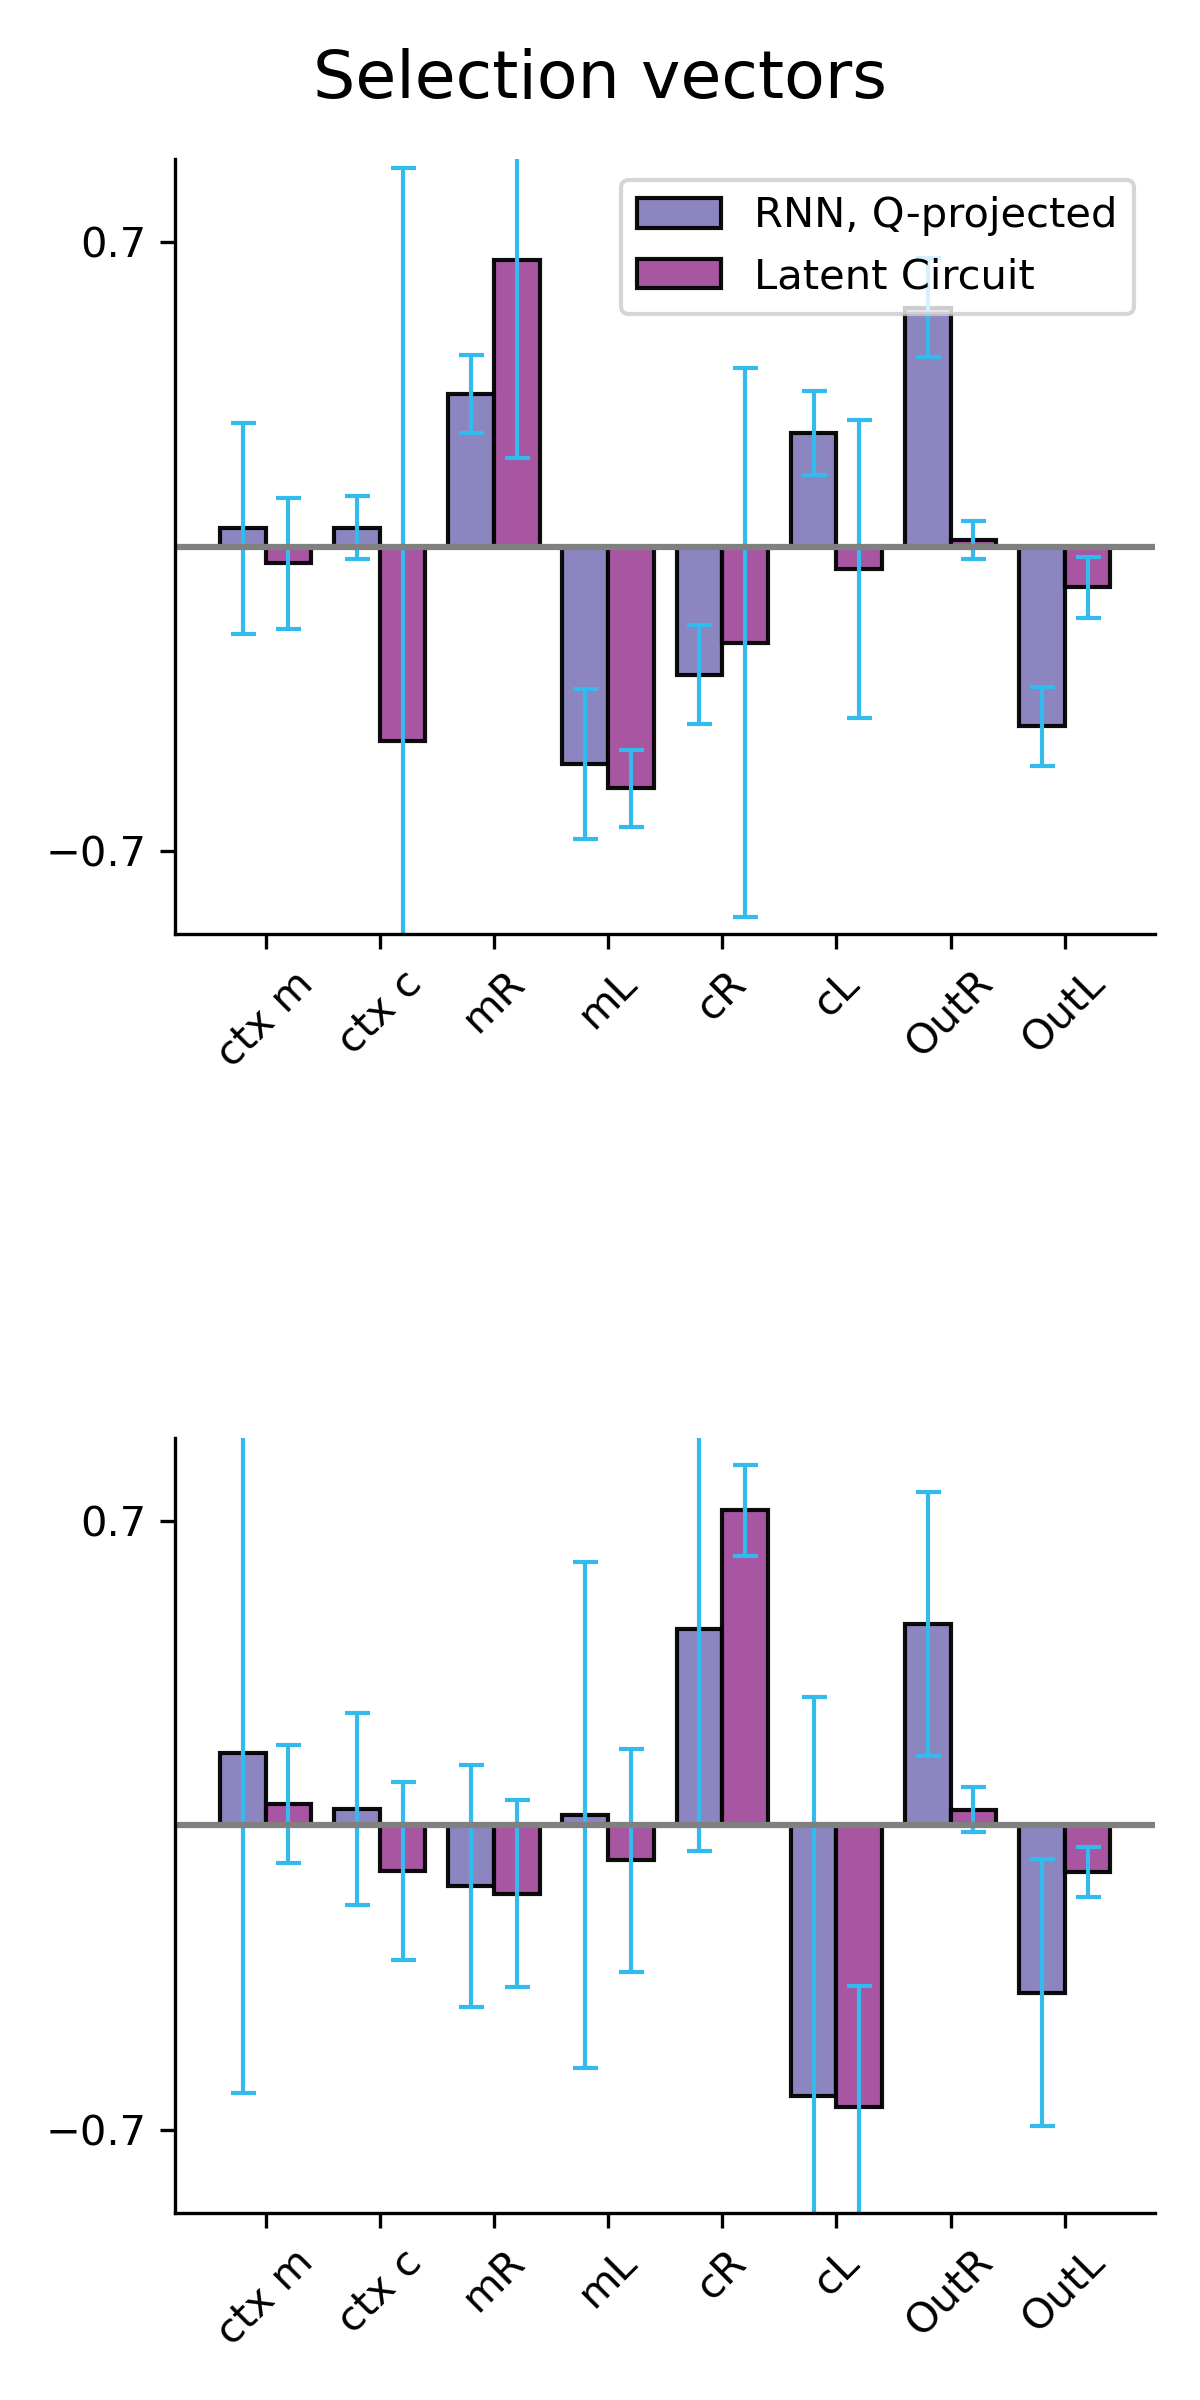 Selection vectors
0.7
−0.7
RNN, Q-projected
Latent Circuit
ctx m
ctx c
mR
mL
cR
cL
OutR
OutL
0.7
−0.7
ctx m
ctx c
mR
mL
cR
cL
OutR
OutL